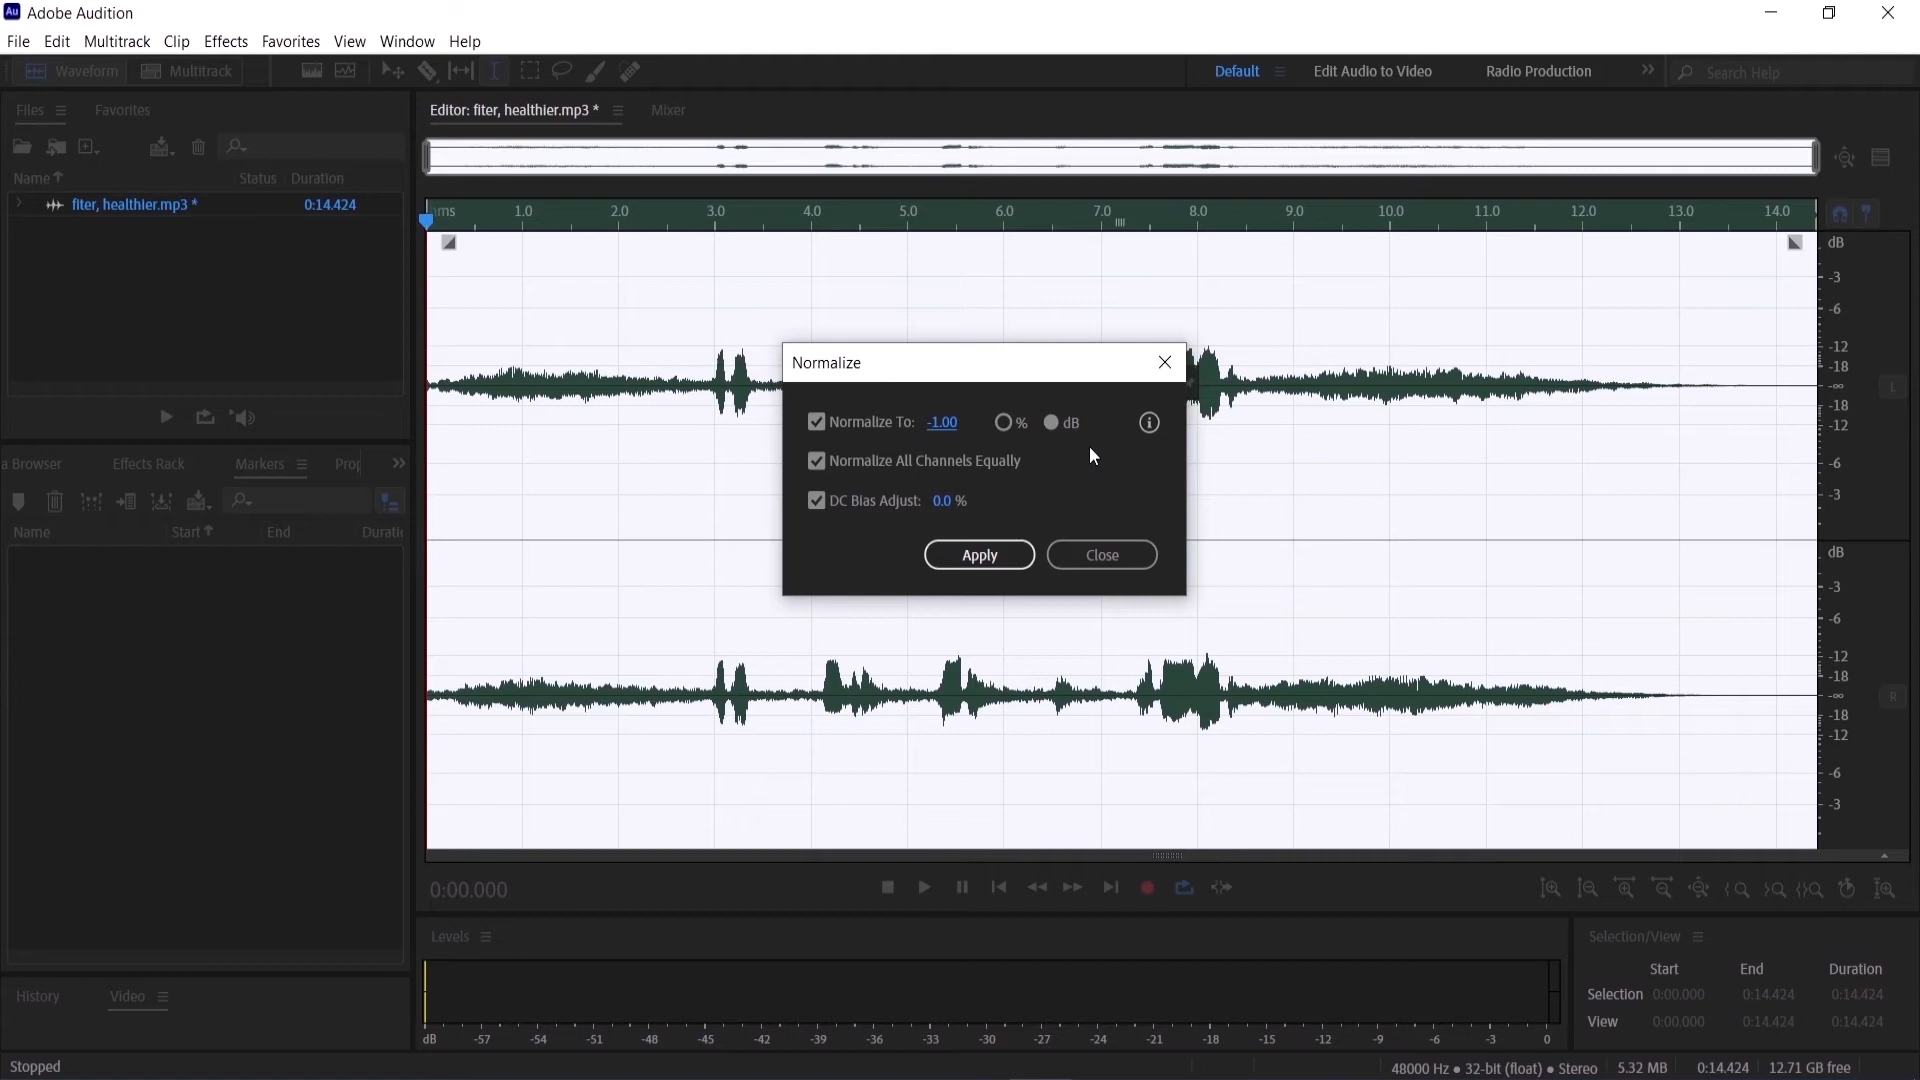 Au Adobe Audition
File Edit Multitrack Clip Effects Favorites View Window Help
Waveform Multitrack Default Edit Audio to Video Radio Production Search Help
Files Favorites
Editor: fiter, healthier.mp3 * Mixer
Name Status Duration
fiter, healthier.mp3 * 0:14.424
hms 1.0 2.0 3.0 4.0 5.0 6.0 7.0 8.0 9.0 10.0 11.0 12.0 13.0 14.0
dB
-3
-6
-12
-18
-∞
L
-18
-12
-6
-3
Normalize
Normalize To: -1.00 % dB
Normalize All Channels Equally
DC Bias Adjust: 0.0 %
Apply Close
a Browser Effects Rack Markers Prop
Name Start End Duratic
dB
-3
-6
-12
-18
-∞
R
-18
-12
-6
-3
0:00.000
Levels
dB -57 -54 -51 -48 -45 -42 -39 -36 -33 -30 -27 -24 -21 -18 -15 -12 -9 -6 -3 0
Selection/View
Start End Duration
Selection 0:00.000 0:14.424 0:14.424
View 0:00.000 0:14.424 0:14.424
History Video
Stopped
48000 Hz • 32-bit (float) • Stereo 5.32 MB 0:14.424 12.71 GB free